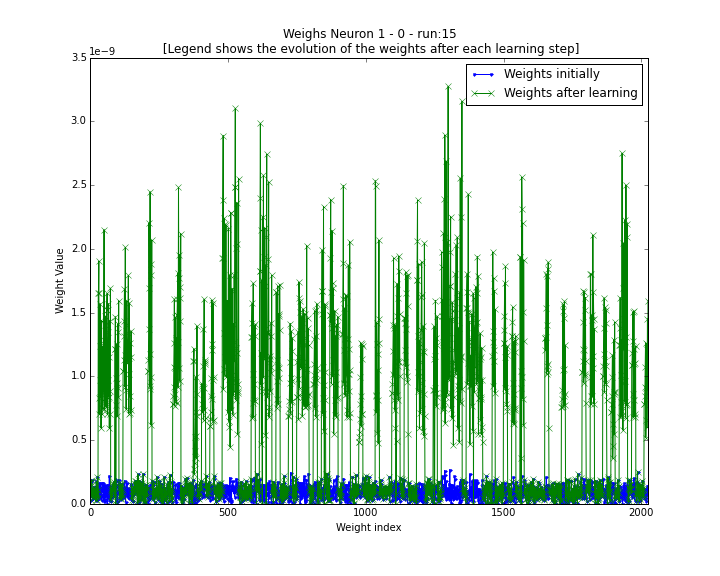 Weighs Neuron 1 - 0 - run:15
[Legend shows the evolution of the weights after each learning step]
1e−9
Weights initially
Weights after learning
3.5
3.0
2.5
2.0
1.5
1.0
0.5
0.0
Weight Value
0
500
1000
1500
2000
Weight index